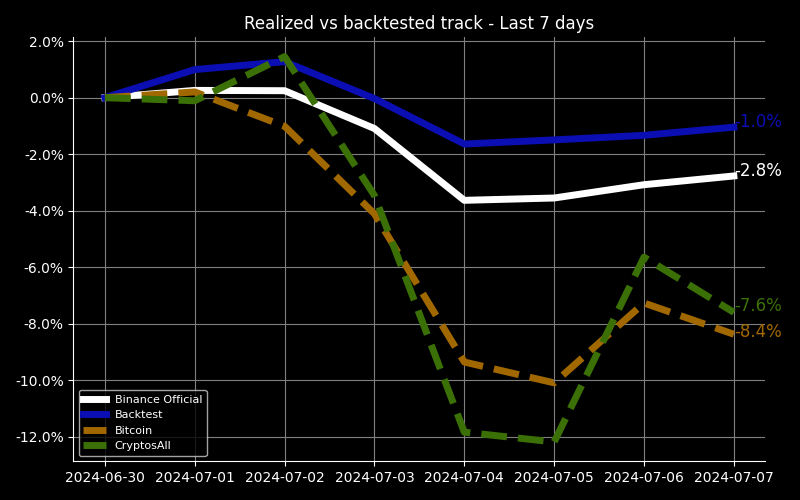 Realized vs backtested track - Last 7 days
2.0%
0.0%
-2.0%
-4.0%
-6.0%
-8.0%
-10.0%
-12.0%
-1.0%
-2.8%
-7.6%
-8.4%
Binance Official
Backtest
Bitcoin
CryptosAll
2024-06-30 2024-07-01 2024-07-02 2024-07-03 2024-07-04 2024-07-05 2024-07-06 2024-07-07